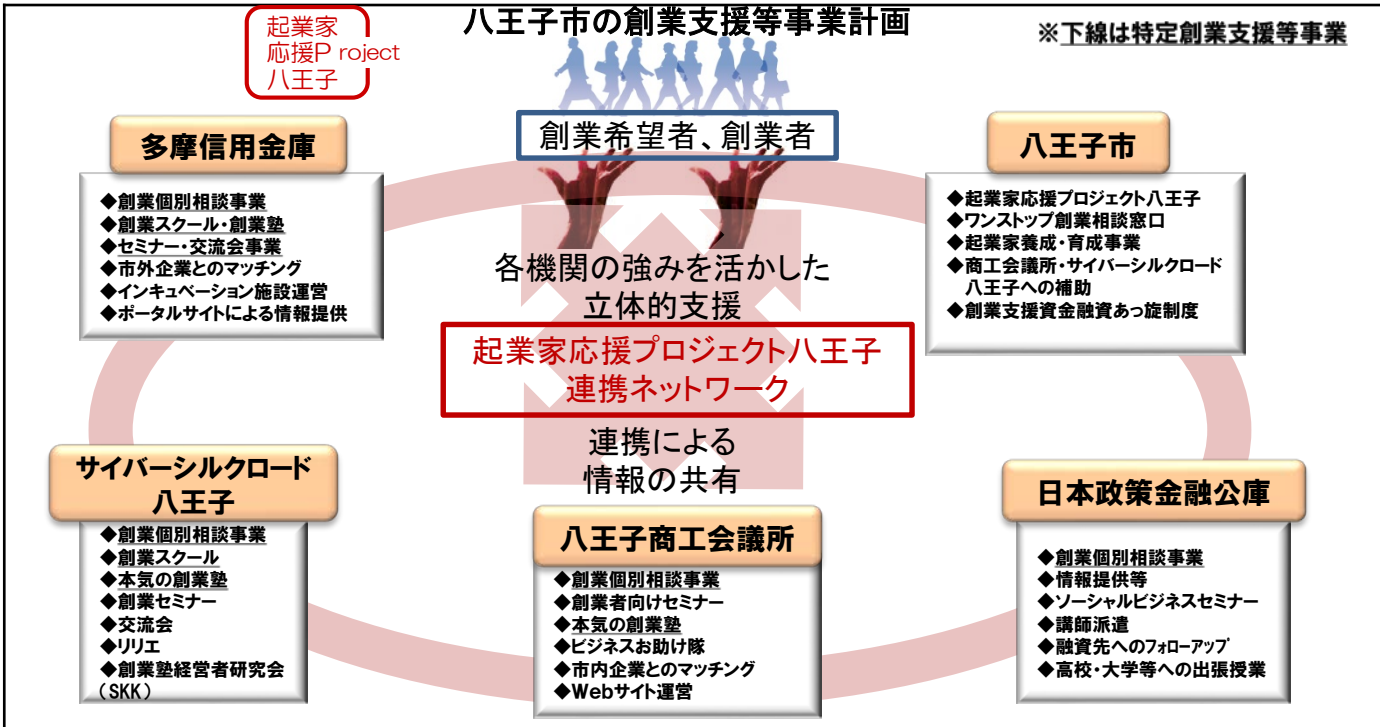 起業家
応援Project
八王子
八王子市の創業支援等事業計画
※下線は特定創業支援等事業
創業希望者、創業者
多摩信用金庫
◆創業個別相談事業
◆創業スクール・創業塾
◆セミナー・交流会事業
◆市外企業とのマッチング
◆インキュベーション施設運営
◆ポータルサイトによる情報提供
八王子市
◆起業家応援プロジェクト八王子
◆ワンストップ創業相談窓口
◆起業家養成・育成事業
◆商工会議所・サイバーシルクロード
八王子への補助
◆創業支援資金融資あっ旋制度
各機関の強みを活かした
立体的支援
起業家応援プロジェクト八王子
連携ネットワーク
連携による
情報の共有
サイバーシルクロード
八王子
◆創業個別相談事業
◆創業スクール
◆本気の創業塾
◆創業セミナー
◆交流会
◆リリエ
◆創業塾経営者研究会
(SKK)
八王子商工会議所
◆創業個別相談事業
◆創業者向けセミナー
◆本気の創業塾
◆ビジネスお助け隊
◆市内企業とのマッチング
◆Webサイト運営
日本政策金融公庫
◆創業個別相談事業
◆情報提供等
◆ソーシャルビジネスセミナー
◆講師派遣
◆融資先へのフォローアップ
◆高校・大学等への出張授業